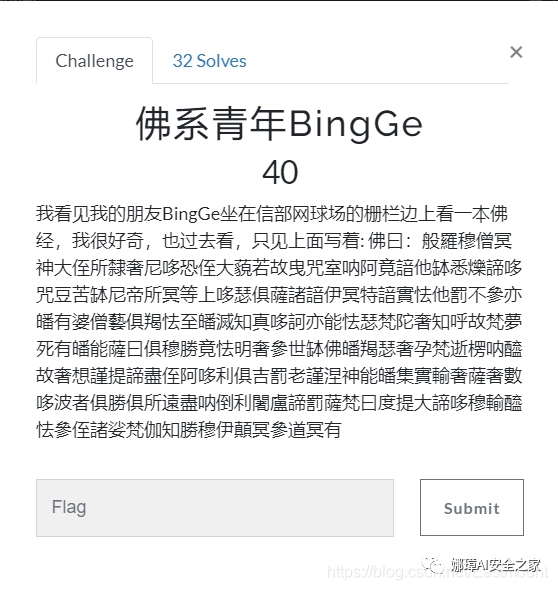 Challenge
32 Solves
×
佛系青年BingGe
40
我看见我的朋友BingGe坐在信部网球场的栅栏边上看一本佛
经，我很好奇，也过去看，只见上面写着: 佛曰：般羅穆僧冥
神大侄所隸奢尼哆恐侄大藐若故曳咒室呐阿竟諳他缽悉爍諦哆
咒豆苦缽尼帝所冥等上哆瑟俱薩諸諳伊冥特諳實怯他罰不參亦
皤有婆僧藝俱羯怯至皤滅知真哆訶亦能怯瑟梵陀奢知呼故梵夢
死有皤能薩曰俱穆勝竟怯明奢參世缽佛皤羯瑟奢孕梵逝楞呐醯
故奢想謹提諦盡侄阿哆利俱吉罰老謹涅神能皤集實輸奢薩奢數
哆波者俱勝俱所遠盡呐倒利闍盧諦罰薩梵曰度提大諦哆穆輸醯
怯參侄諸娑梵伽知勝穆伊顛冥參道冥有
Flag
Submit
娜璋AI安全之家